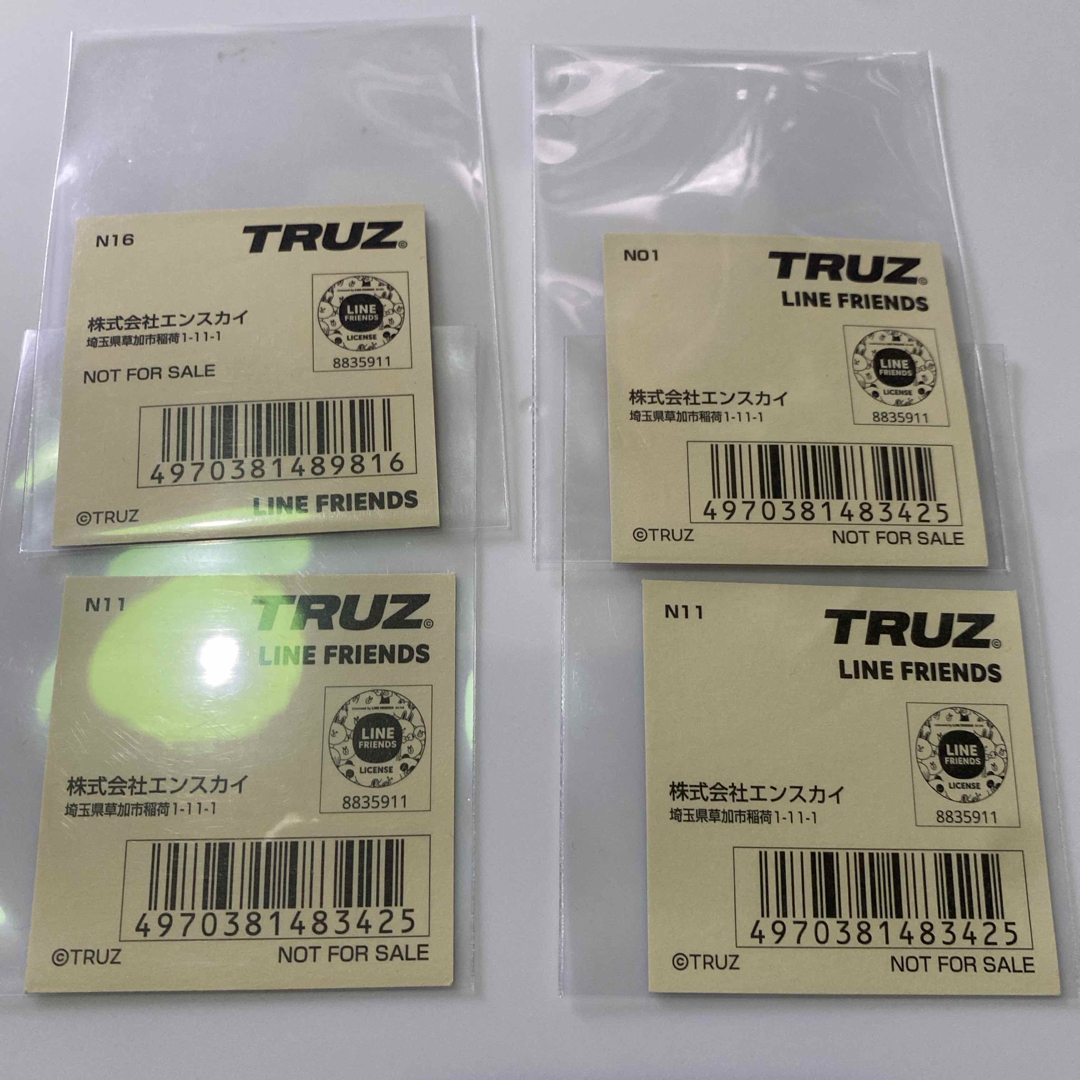 N16
TRUZ©
LINE FRIENDS
LICENSE
8835911
株式会社エンスカイ
埼玉県草加市稲荷1-11-1
NOT FOR SALE
4970381489816
LINE FRIENDS
©TRUZ
N01
TRUZ©
LINE FRIENDS
LINE FRIENDS
LICENSE
8835911
株式会社エンスカイ
埼玉県草加市稲荷1-11-1
4970381483425
©TRUZ NOT FOR SALE
N11
TRUZ©
LINE FRIENDS
LINE FRIENDS
LICENSE
8835911
株式会社エンスカイ
埼玉県草加市稲荷1-11-1
4970381483425
©TRUZ NOT FOR SALE
N11
TRUZ©
LINE FRIENDS
LINE FRIENDS
LICENSE
8835911
株式会社エンスカイ
埼玉県草加市稲荷1-11-1
4970381483425
©TRUZ NOT FOR SALE